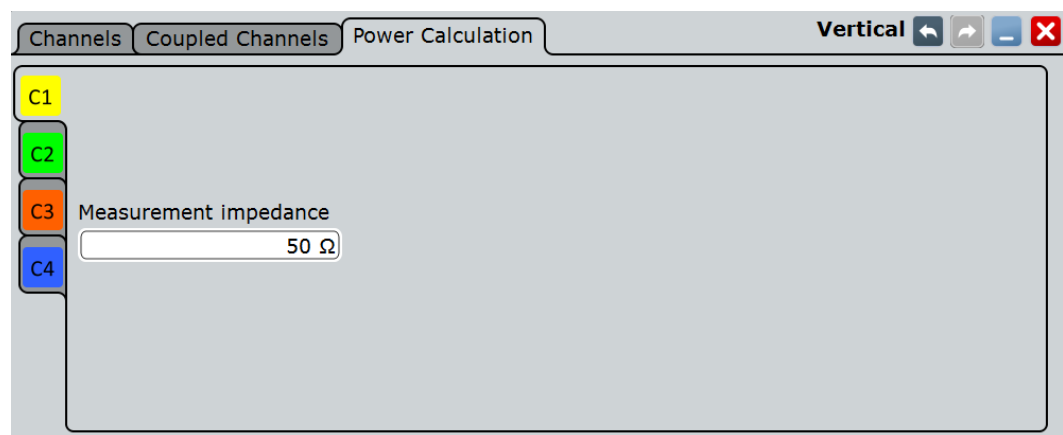 Channels Coupled Channels Power Calculation Vertical
C1
C2
C3 Measurement impedance
50 Ω
C4